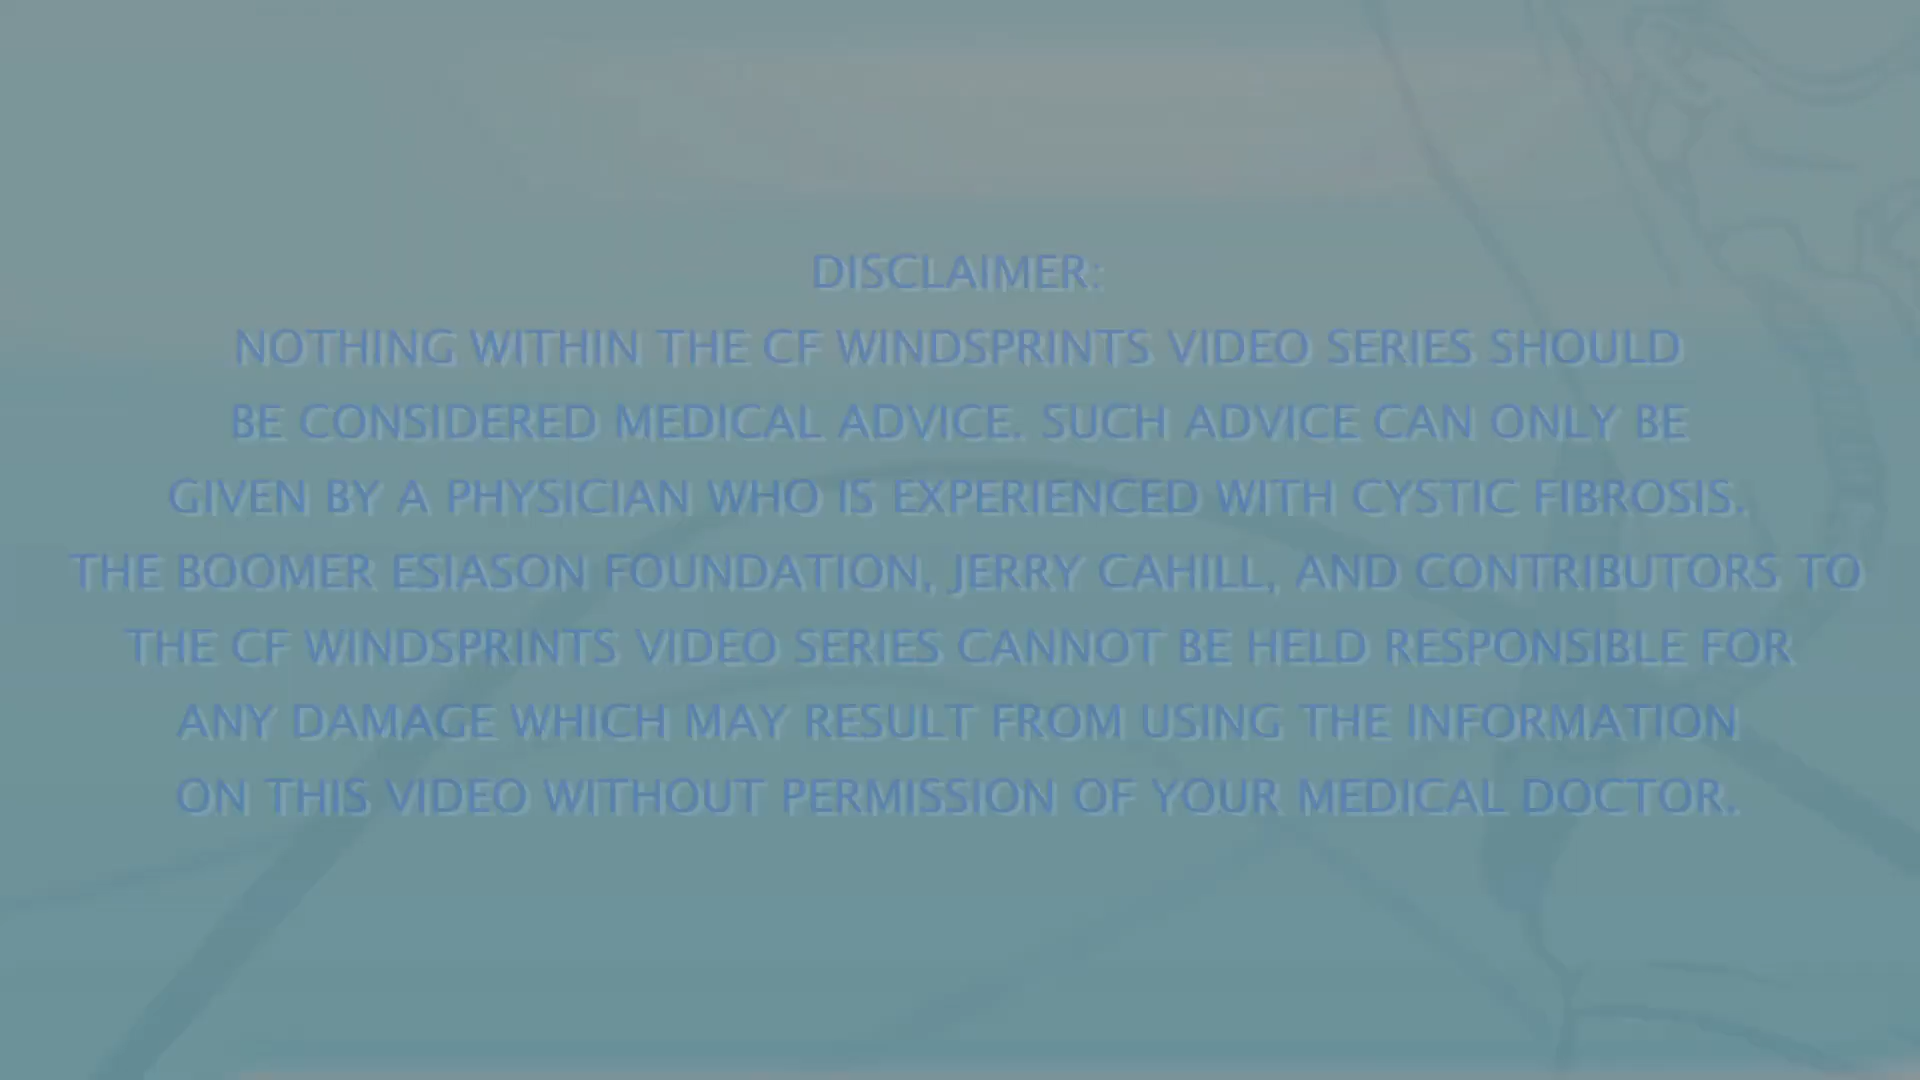 DISCLAIMER:
NOTHING WITHIN THE CF WINDSPRINTS VIDEO SERIES SHOULD
BE CONSIDERED MEDICAL ADVICE. SUCH ADVICE CAN ONLY BE
GIVEN BY A PHYSICIAN WHO IS EXPERIENCED WITH CYSTIC FIBROSIS.
THE BOOMER ESIASON FOUNDATION, JERRY CAHILL, AND CONTRIBUTORS TO
THE CF WINDSPRINTS VIDEO SERIES CANNOT BE HELD RESPONSIBLE FOR
ANY DAMAGE WHICH MAY RESULT FROM USING THE INFORMATION
ON THIS VIDEO WITHOUT PERMISSION OF YOUR MEDICAL DOCTOR.